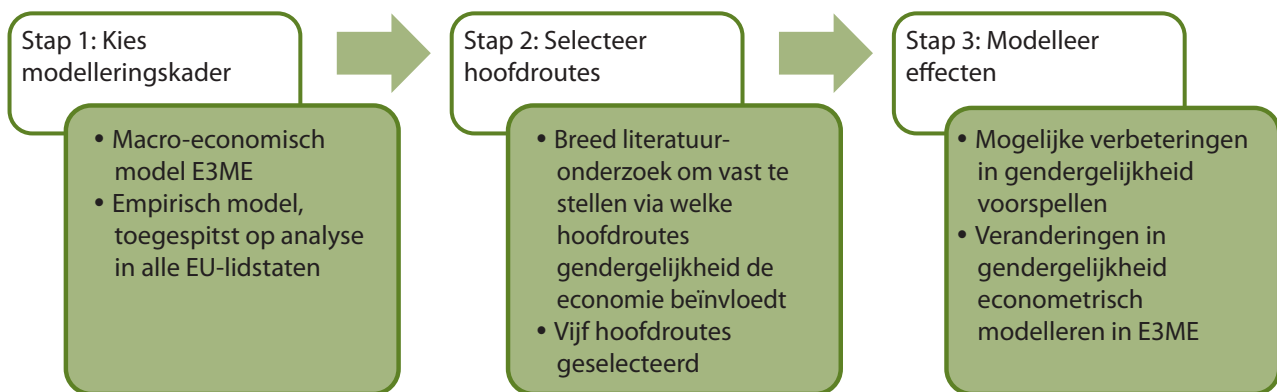 Stap 1: Kies
modelleringskader
• Macro-economisch
model E3ME
• Empirisch model,
toegespitst op analyse
in alle EU-lidstaten
Stap 2: Selecteer
hoofdroutes
• Breed literatuur-
onderzoek om vast te
stellen via welke
hoofdroutes
gendergelijkheid de
economie beïnvloedt
• Vijf hoofdroutes
geselecteerd
Stap 3: Modelleer
effecten
• Mogelijke verbeteringen
in gendergelijkheid
voorspellen
• Veranderingen in
gendergelijkheid
econometrisch
modelleren in E3ME